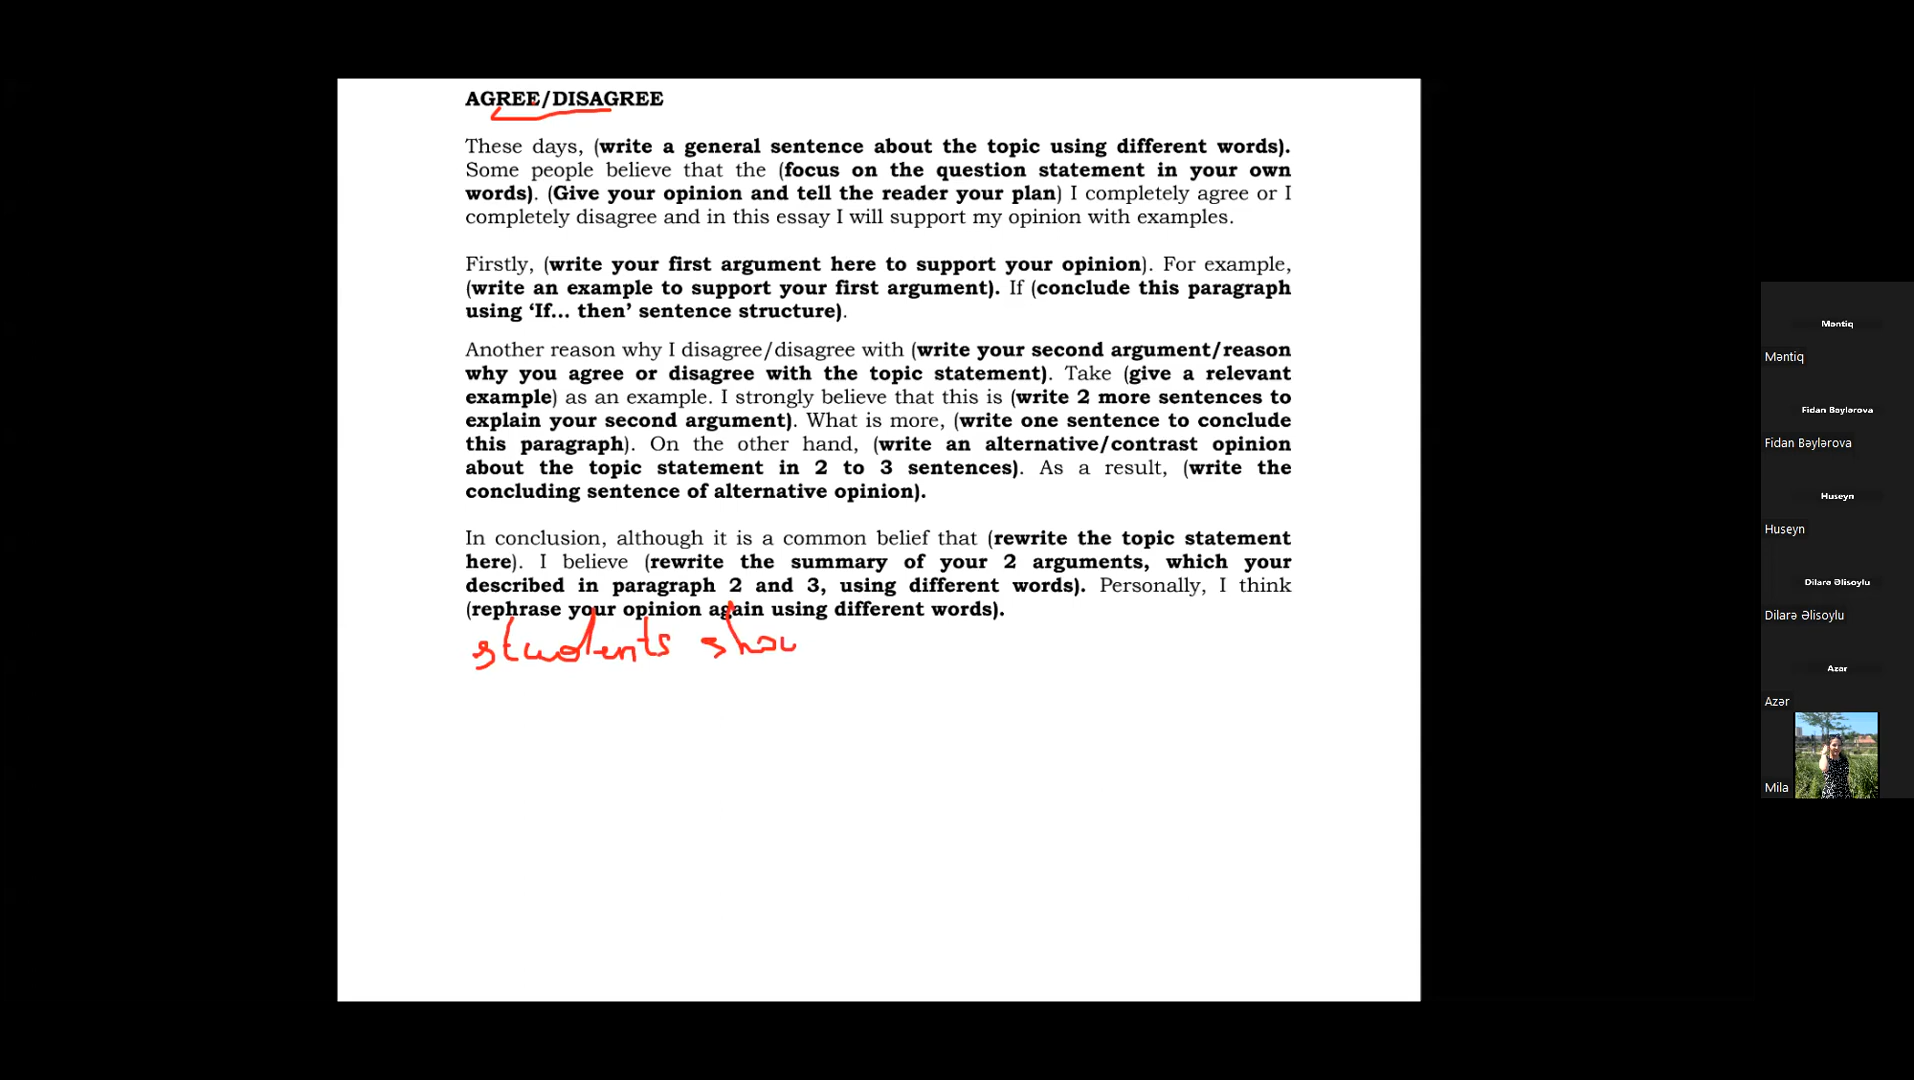 AGREE/DISAGREE
These days, (write a general sentence about the topic using different words).
Some people believe that the (focus on the question statement in your own
words). (Give your opinion and tell the reader your plan) I completely agree or I
completely disagree and in this essay I will support my opinion with examples.
Firstly, (write your first argument here to support your opinion). For example,
(write an example to support your first argument). If (conclude this paragraph
using ‘If... then’ sentence structure).
Another reason why I disagree/disagree with (write your second argument/reason
why you agree or disagree with the topic statement). Take (give a relevant
example) as an example. I strongly believe that this is (write 2 more sentences to
explain your second argument). What is more, (write one sentence to conclude
this paragraph). On the other hand, (write an alternative/contrast opinion
about the topic statement in 2 to 3 sentences). As a result, (write the
concluding sentence of alternative opinion).
In conclusion, although it is a common belief that (rewrite the topic statement
here). I believe (rewrite the summary of your 2 arguments, which your
described in paragraph 2 and 3, using different words). Personally, I think
(rephrase your opinion again using different words).
students shou
Məntiq
Məntiq
Fidan Bəylərova
Fidan Bəylərova
Huseyn
Huseyn
Dilarə Əlisoylu
Dilarə Əlisoylu
Azər
Azər
Mila